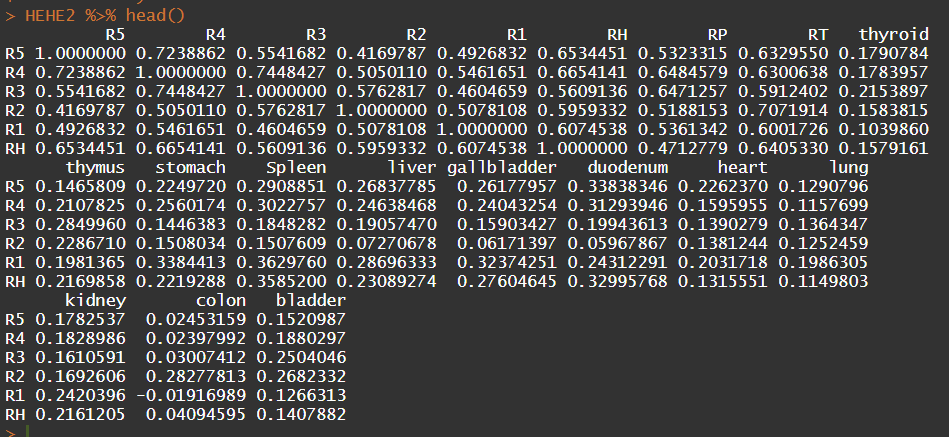 > HEHE2 %>% head()
R5 R4 R3 R2 R1 RH RP RT thyroid
R5 1.0000000 0.7238862 0.5541682 0.4169787 0.4926832 0.6534451 0.5323315 0.6329550 0.1790784
R4 0.7238862 1.0000000 0.7448427 0.5050110 0.5461651 0.6654141 0.6484579 0.6300638 0.1783957
R3 0.5541682 0.7448427 1.0000000 0.5762817 0.4604659 0.5609136 0.6471257 0.5912402 0.2153897
R2 0.4169787 0.5050110 0.5762817 1.0000000 0.5078108 0.5959332 0.5188153 0.7071914 0.1583815
R1 0.4926832 0.5461651 0.4604659 0.5078108 1.0000000 0.6074538 0.5361342 0.6001726 0.1039860
RH 0.6534451 0.6654141 0.5609136 0.5959332 0.6074538 1.0000000 0.4712779 0.6405330 0.1579161
thymus stomach Spleen liver gallbladder duodenum heart lung
R5 0.1465809 0.2249720 0.2908851 0.26837785 0.26177957 0.33838346 0.2262370 0.1290796
R4 0.2107825 0.2560174 0.3022757 0.24638468 0.24043254 0.31293946 0.1595955 0.1157699
R3 0.2849960 0.1446383 0.1848282 0.19057470 0.15903427 0.19943613 0.1390279 0.1364347
R2 0.2286710 0.1508034 0.1507609 0.07270678 0.06171397 0.05967867 0.1381244 0.1252459
R1 0.1981365 0.3384413 0.3629760 0.28696333 0.32374251 0.24312291 0.2031718 0.1986305
RH 0.2169858 0.2219288 0.3585200 0.23089274 0.27604645 0.32995768 0.1315551 0.1149803
kidney colon bladder
R5 0.1782537 0.02453159 0.1520987
R4 0.1828986 0.02397992 0.1880297
R3 0.1610591 0.03007412 0.2504046
R2 0.1692606 0.28277813 0.2682332
R1 0.2420396 -0.01916989 0.1266313
RH 0.2161205 0.04094595 0.1407882
>